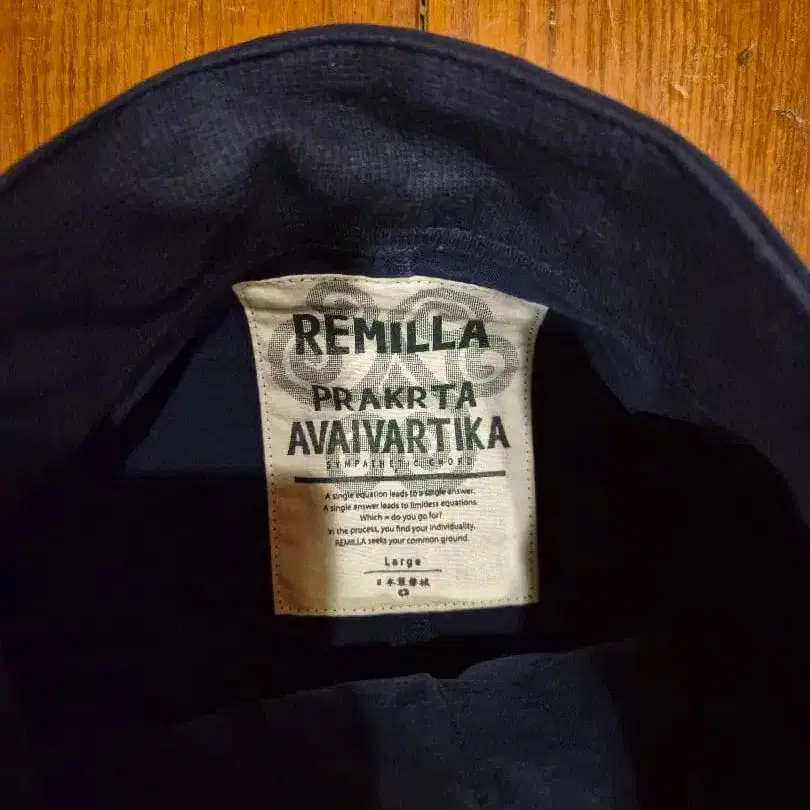 REMILLA
PRAKRTA
AVAIVARTIKA
SYMPATHETIC CHORD
A single equation leads to a single answer.
A single answer leads to limitless equations.
Which = do you go for?
In the process, you find your individuality.
REMILLA seeks your common ground.
Large
日本製